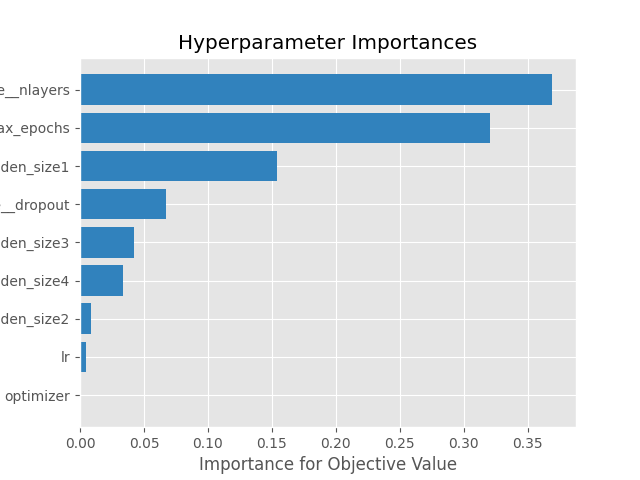 Hyperparameter Importances
e__nlayers
ax_epochs
den_size1
__dropout
den_size3
den_size4
den_size2
lr
optimizer
0.00 0.05 0.10 0.15 0.20 0.25 0.30 0.35
Importance for Objective Value